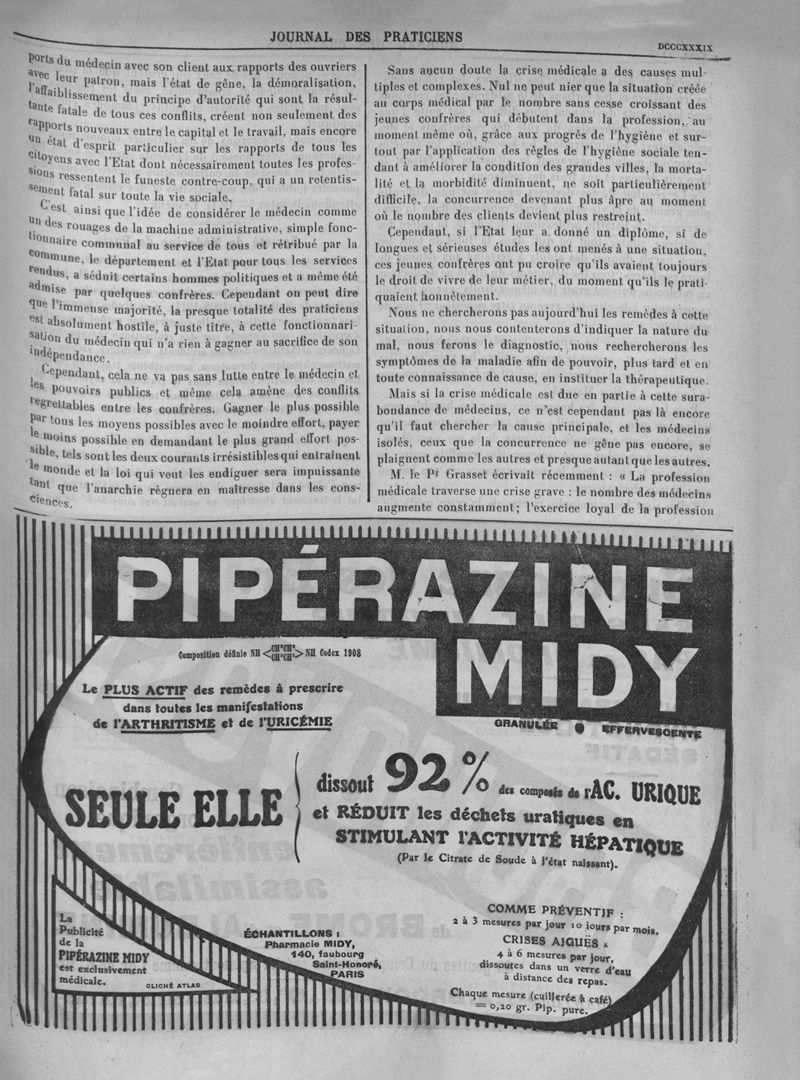 JOURNAL DES PRATICIENS
DCCCXXXIX
ports du médecin avec son client aux rapports des ouvriers
avec leur patron, mais l'état de gêne, la démoralisation,
l'affaiblissement du principe d'autorité qui sont la résul-
tante fatale de tous ces conflits, créent non seulement des
rapports nouveaux entre le capital et le travail, mais encore
un état d'esprit particulier sur les rapports de tous les
citoyens avec l'Etat dont nécessairement toutes les profes-
sions ressentent le funeste contre-coup, qui a un retentis-
sement fatal sur toute la vie sociale.
C'est ainsi que l'idée de considérer le médecin comme
un des rouages de la machine administrative, simple fonc-
tionnaire communal au service de tous et rétribué par la
commune, le département et l'Etat pour tous les services
rendus, a séduit certains hommes politiques et a même été
admise par quelques confrères. Cependant on peut dire
que l'immense majorité, la presque totalité des praticiens
est absolument hostile, à juste titre, à cette fonctionnari-
sation du médecin qui n'a rien à gagner au sacrifice de son
indépendance.
Cependant, cela ne va pas sans lutte entre le médecin et
les pouvoirs publics et même cela amène des conflits
regrettables entre les confrères. Gagner le plus possible
par tous les moyens possibles avec le moindre effort, payer
le moins possible en demandant le plus grand effort pos-
sible, tels sont les deux courants irrésistibles qui entraînent
le monde et la loi qui veut les endiguer sera impuissante
tant que l'anarchie règnera en maîtresse dans les cons-
ciences.
Sans aucun doute la crise médicale a des causes mul-
tiples et complexes. Nul ne peut nier que la situation créée
au corps médical par le nombre sans cesse croissant des
jeunes confrères qui débutent dans la profession, au
moment même où, grâce aux progrès de l'hygiène et sur-
tout par l'application des règles de l'hygiène sociale ten-
dant à améliorer la condition des grandes villes, la morta-
lité et la morbidité diminuent, ne soit particulièrement
difficile, la concurrence devenant plus âpre au moment
où le nombre des clients devient plus restreint.
Cependant, si l'Etat leur a donné un diplôme, si de
longues et sérieuses études les ont menés à une situation,
ces jeunes confrères ont pu croire qu'ils avaient toujours
le droit de vivre de leur métier, du moment qu'ils le prati-
quaient honnêtement.
Nous ne chercherons pas aujourd'hui les remèdes à cette
situation, nous nous contenterons d'indiquer la nature du
mal, nous ferons le diagnostic, nous rechercherons les
symptômes de la maladie afin de pouvoir, plus tard et en
toute connaissance de cause, en instituer la thérapeutique.
Mais si la crise médicale est due en partie à cette sura-
bondance de médecins, ce n'est cependant pas là encore
qu'il faut chercher la cause principale, et les médecins
isolés, ceux que la concurrence ne gêne pas encore, se
plaignent comme les autres et presque autant que les autres.
M. le Pr Grasset écrivait récemment : « La profession
médicale traverse une crise grave : le nombre des médecins
augmente constamment ; l'exercice loyal de la profession
PIPÉRAZINE
MIDY
Composition définie NH <CH²CH² CH²CH²> NH Codex 1908
GRANULÉE EFFERVESCENTE
Le PLUS ACTIF des remèdes à prescrire
dans toutes les manifestations
de l'ARTHRITISME et de l'URICÉMIE
SEULE ELLE
dissout 92 % des composés de l'AC. URIQUE
et RÉDUIT les déchets uratiques en
STIMULANT l'ACTIVITÉ HÉPATIQUE
(Par le Citrate de Soude à l'état naissant).
La
Publicité
de la
PIPÉRAZINE MIDY
est exclusivement
médicale.
CLICHÉ ATLAS
ÉCHANTILLONS :
Pharmacie MIDY,
140, faubourg
Saint-Honoré,
PARIS
COMME PRÉVENTIF :
2 à 3 mesures par jour 10 jours par mois.
CRISES AIGUES :
4 à 6 mesures par jour,
dissoutes dans un verre d'eau
à distance des repas.
Chaque mesure (cuillerée à café)
= 0,20 gr. Pip. pure.